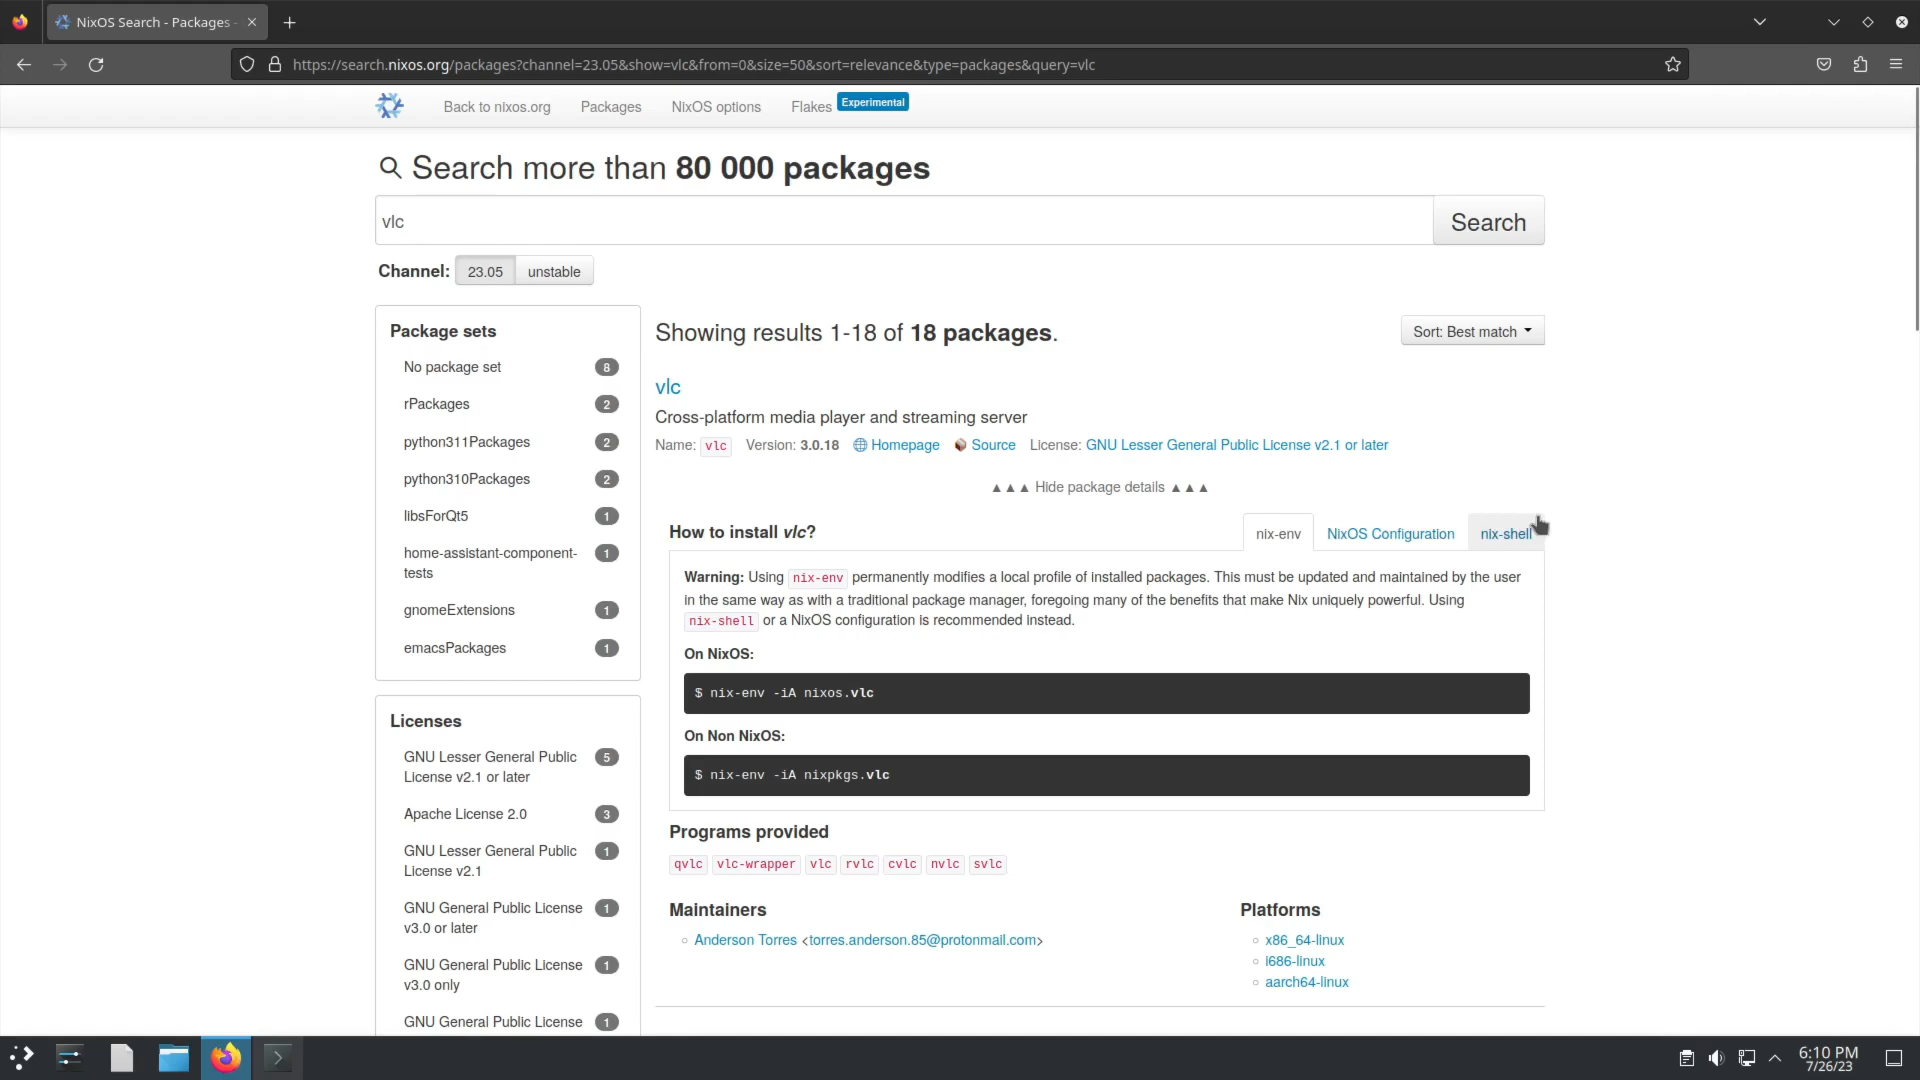 NixOS Search - Packages -
https://search.nixos.org/packages?channel=23.05&show=vlc&from=0&size=50&sort=relevance&type=packages&query=vlc
Back to nixos.org Packages NixOS options Flakes Experimental
Search more than 80 000 packages
vlc
Search
Channel: 23.05 unstable
Package sets
No package set 8
rPackages 2
python311Packages 2
python310Packages 2
libsForQt5 1
home-assistant-component-
tests 1
gnomeExtensions 1
emacsPackages 1
Licenses
GNU Lesser General Public 5
License v2.1 or later
Apache License 2.0 3
GNU Lesser General Public 1
License v2.1
GNU General Public License 1
v3.0 or later
GNU General Public License 1
v3.0 only
GNU General Public License 1
Showing results 1-18 of 18 packages.
Sort: Best match
vlc
Cross-platform media player and streaming server
Name: vlc Version: 3.0.18 Homepage Source License: GNU Lesser General Public License v2.1 or later
▲▲▲ Hide package details ▲▲▲
How to install vlc?
nix-env NixOS Configuration nix-shell
Warning: Using nix-env permanently modifies a local profile of installed packages. This must be updated and maintained by the user
in the same way as with a traditional package manager, foregoing many of the benefits that make Nix uniquely powerful. Using
nix-shell or a NixOS configuration is recommended instead.
On NixOS:
$ nix-env -iA nixos.vlc
On Non NixOS:
$ nix-env -iA nixpkgs.vlc
Programs provided
qvlc vlc-wrapper vlc rvlc cvlc nvlc svlc
Maintainers
Anderson Torres <torres.anderson.85@protonmail.com>
Platforms
x86_64-linux
i686-linux
aarch64-linux
6:10 PM
7/26/23